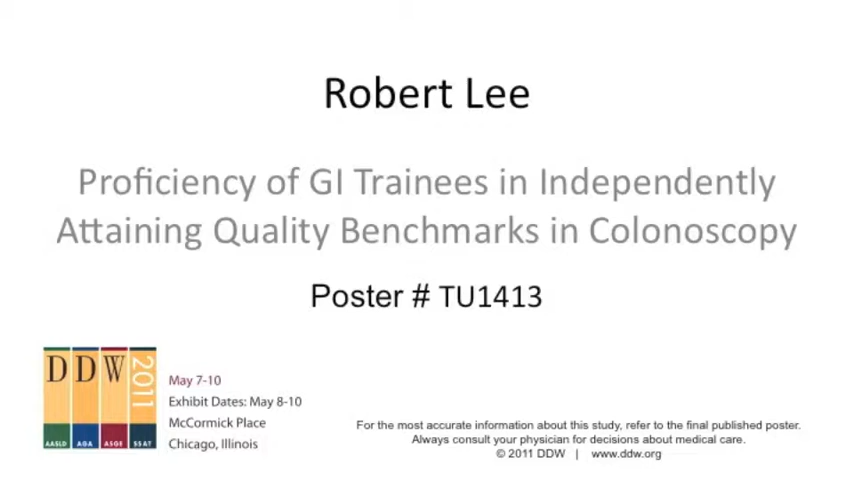 Robert Lee
Proficiency of GI Trainees in Independently
Attaining Quality Benchmarks in Colonoscopy
Poster # TU1413
DDW 2011
AASLD AGA ASGE SSAT
May 7-10
Exhibit Dates: May 8-10
McCormick Place
Chicago, Illinois
For the most accurate information about this study, refer to the final published poster.
Always consult your physician for decisions about medical care.
© 2011 DDW | www.ddw.org